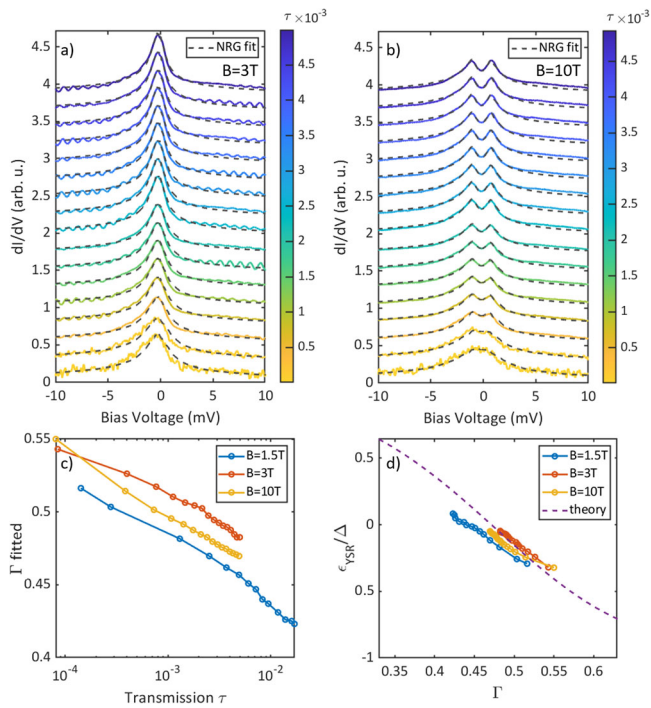 a)
NRG fit
B=3T
dI/dV (arb. u.)
4.5
4
3.5
3
2.5
2
1.5
1
0.5
0
-10
-5
0
5
10
Bias Voltage (mV)
τ ×10⁻³
4.5
4
3.5
3
2.5
2
1.5
1
0.5
b)
NRG fit
B=10T
dI/dV (arb. u.)
4.5
4
3.5
3
2.5
2
1.5
1
0.5
0
-10
-5
0
5
10
Bias Voltage (mV)
τ ×10⁻³
4.5
4
3.5
3
2.5
2
1.5
1
0.5
c)
B=1.5T
B=3T
B=10T
Γ fitted
0.55
0.5
0.45
0.4
10⁻⁴
10⁻³
10⁻²
Transmission τ
d)
B=1.5T
B=3T
B=10T
theory
ϵYSR/Δ
0.5
0
0.5
-1
0.35
0.4
0.45
0.5
0.55
0.6
Γ